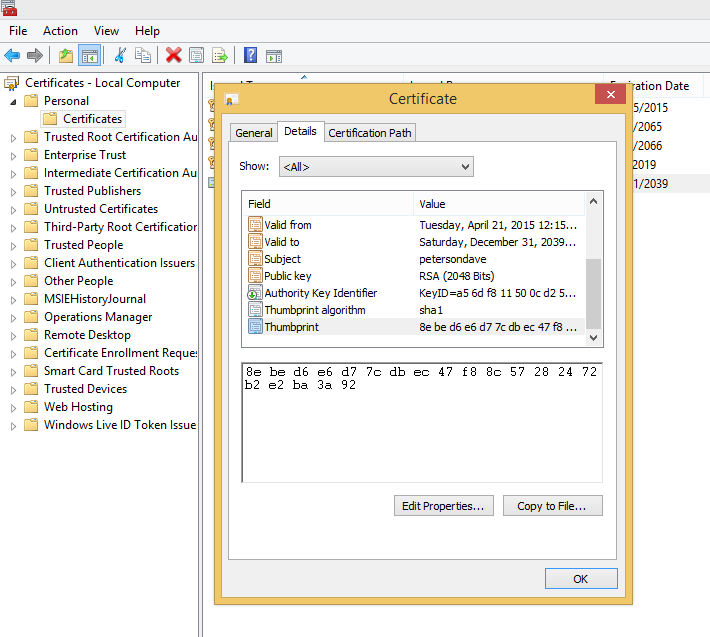 File Action View Help
Certificates - Local Computer
Personal
Certificates
Trusted Root Certification Au
Enterprise Trust
Intermediate Certification Au
Trusted Publishers
Untrusted Certificates
Third-Party Root Certification
Trusted People
Client Authentication Issuers
Other People
MSIEHistoryJournal
Operations Manager
Remote Desktop
Certificate Enrollment Reques
Smart Card Trusted Roots
Trusted Devices
Web Hosting
Windows Live ID Token Issue
piration Date
5/2015
/2065
/2066
2019
1/2039
Certificate
General Details Certification Path
Show: <All>
Field Value
Valid from Tuesday, April 21, 2015 12:15...
Valid to Saturday, December 31, 2039...
Subject petersondave
Public key RSA (2048 Bits)
Authority Key Identifier KeyID=a5 6d f8 11 50 0c d2 5...
Thumbprint algorithm sha1
Thumbprint 8e be d6 e6 d7 7c db ec 47 f8 ...
8e be d6 e6 d7 7c db ec 47 f8 8c 57 28 24 72
b2 e2 ba 3a 92
Edit Properties... Copy to File...
OK